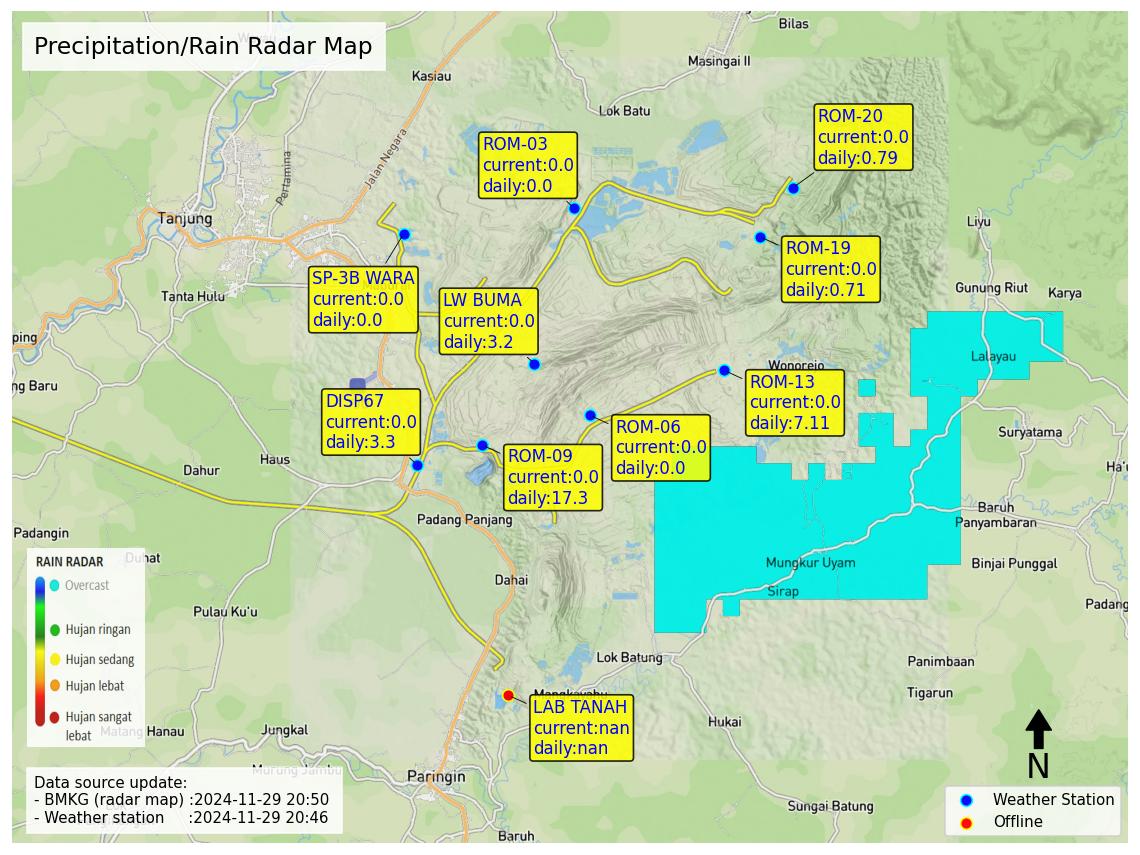 Precipitation/Rain Radar Map
Bilas
Masingai II
Kasiau
Lok Batu
Jalan Negara
Pertamina
Tanjung
Tanta Hulu
ROM-03
current:0.0
daily:0.0
ROM-20
current:0.0
daily:0.79
ROM-19
current:0.0
daily:0.71
SP-3B WARA
current:0.0
daily:0.0
LW BUMA
current:0.0
daily:3.2
Liyu
Gunung Riut
Karya
Lalayau
ping
ng Baru
Wonorejo
ROM-13
current:0.0
daily:7.11
DISP67
current:0.0
daily:3.3
ROM-06
current:0.0
daily:0.0
ROM-09
current:0.0
daily:17.3
Suryatama
Haus
Dahur
Ha'u
Padang Panjang
Baruh
Panyambaran
Padangin
Duhat
Mungkur Uyam
Binjai Punggal
Dahai
Sirap
Padang
Pulau Ku'u
RAIN RADAR
Overcast
Hujan ringan
Hujan sedang
Hujan lebat
Hujan sangat
lebat
Lok Batung
Panimbaan
Tigarun
Mangkayahu
LAB TANAH
current:nan
daily:nan
Hukai
Matang Hanau
Jungkal
Murung Jambu
Paringin
Sungai Batung
Baruh
Data source update:
- BMKG (radar map) :2024-11-29 20:50
- Weather station :2024-11-29 20:46
N
Weather Station
Offline